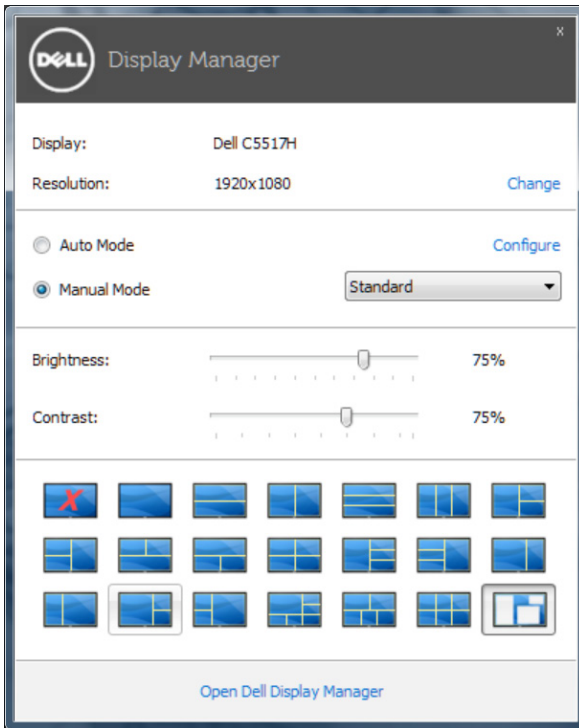 x
DELL Display Manager
Display: Dell C5517H
Resolution: 1920x1080 Change
Auto Mode Configure
Manual Mode Standard
Brightness: 75%
Contrast: 75%
Open Dell Display Manager